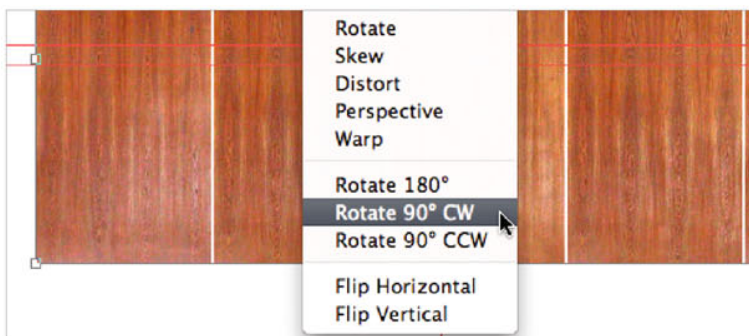 Rotate
Skew
Distort
Perspective
Warp
Rotate 180°
Rotate 90° CW
Rotate 90° CCW
Flip Horizontal
Flip Vertical